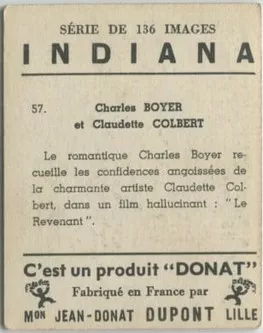 SÉRIE DE 136 IMAGES
INDIANA
57. Charles BOYER
et Claudette COLBERT
Le romantique Charles Boyer re-
cueille les confidences angoissées de
la charmante artiste Claudette Col-
bert, dans un film hallucinant : " Le
Revenant ".
C'est un produit "DONAT"
Fabriqué en France par
MON JEAN-DONAT DUPONT LILLE